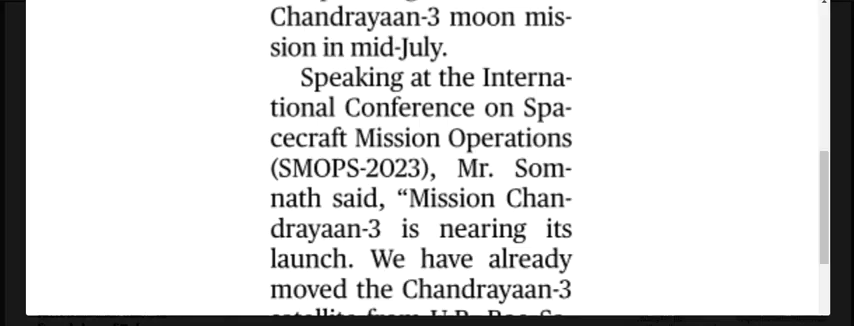 Chandrayaan-3 moon mis-
sion in mid-July.
Speaking at the Interna-
tional Conference on Spa-
cecraft Mission Operations
(SMOPS-2023), Mr. Som-
nath said, “Mission Chan-
drayaan-3 is nearing its
launch. We have already
moved the Chandrayaan-3